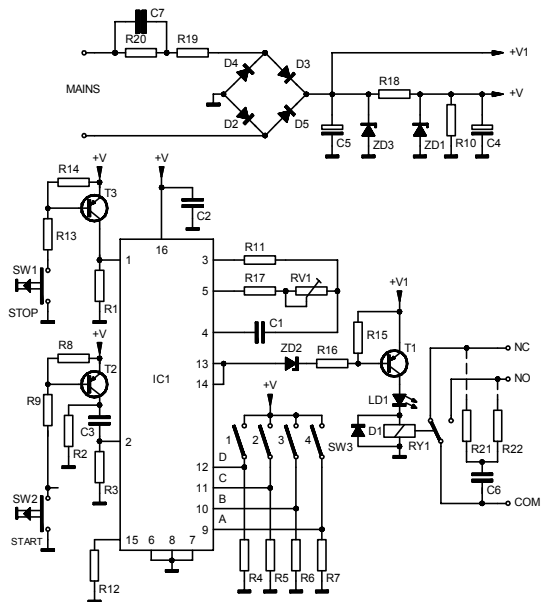 C7
R20 R19
D4 D3
+V1
MAINS
R18
+V
D2 D5
C5 ZD3 ZD1 R10 C4
+V +V
R14
T3
C2
16
R13
1 3 R11
SW1
5 R17 RV1
STOP
R1
+V1
4 C1
R8 +V
R15
T2
ZD2 R16 T1
13
NC
IC1 14
R9
NO
+V
LD1
C3
1 2 3 4
D1
R2 2
SW3 RY1
R21 R22
D
12
R3
C
11
C6
SW2
B
10
COM
A
9
START
15 6 8 7
R12
R4 R5 R6 R7